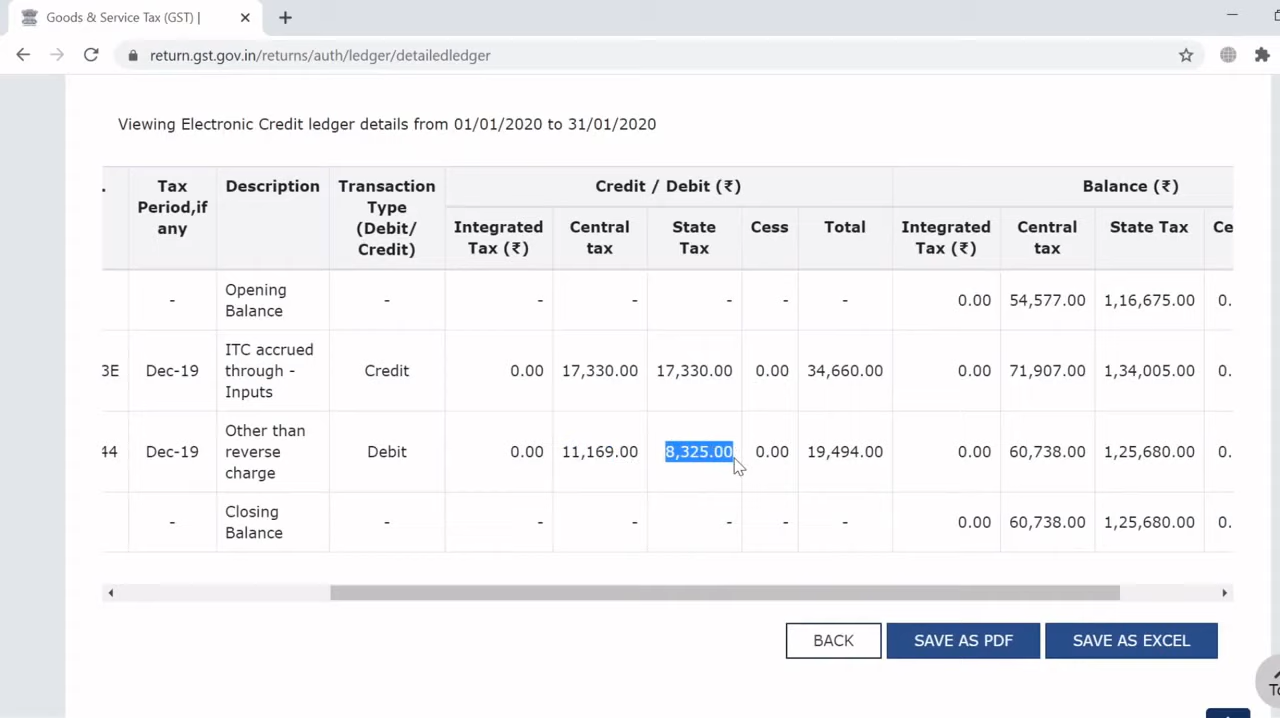 Goods & Service Tax (GST) |
return.gst.gov.in/returns/auth/ledger/detailedledger
Viewing Electronic Credit ledger details from 01/01/2020 to 31/01/2020
. Tax Period,if any Description Transaction Type (Debit/ Credit) Credit / Debit (₹) Balance (₹)
Integrated Tax (₹) Central tax State Tax Cess Total Integrated Tax (₹) Central tax State Tax Ce
- Opening Balance - - - - - - 0.00 54,577.00 1,16,675.00 0.
3E Dec-19 ITC accrued through - Inputs Credit 0.00 17,330.00 17,330.00 0.00 34,660.00 0.00 71,907.00 1,34,005.00 0.
44 Dec-19 Other than reverse charge Debit 0.00 11,169.00 8,325.00 0.00 19,494.00 0.00 60,738.00 1,25,680.00 0.
- Closing Balance - - - - - - 0.00 60,738.00 1,25,680.00 0.
BACK SAVE AS PDF SAVE AS EXCEL